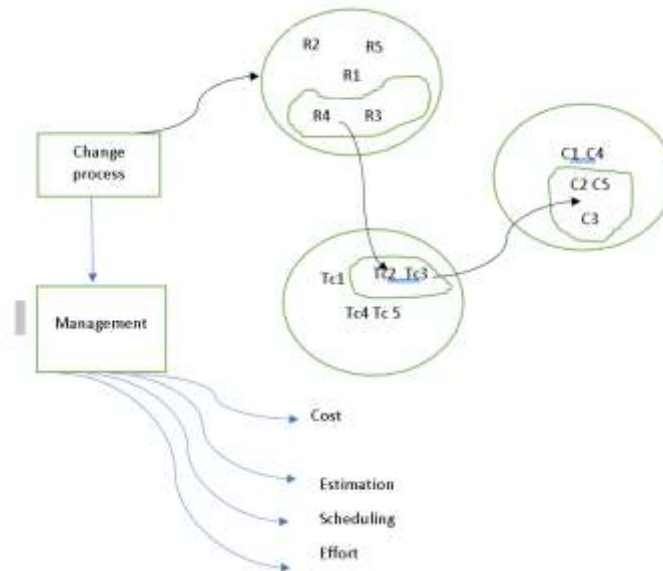 R2 R5
R1
R4 R3
Change
process
C1 C4
C2 C5
C3
Tc1 Tc2 Tc3
Tc4 Tc 5
Management
Cost
Estimation
Scheduling
Effort